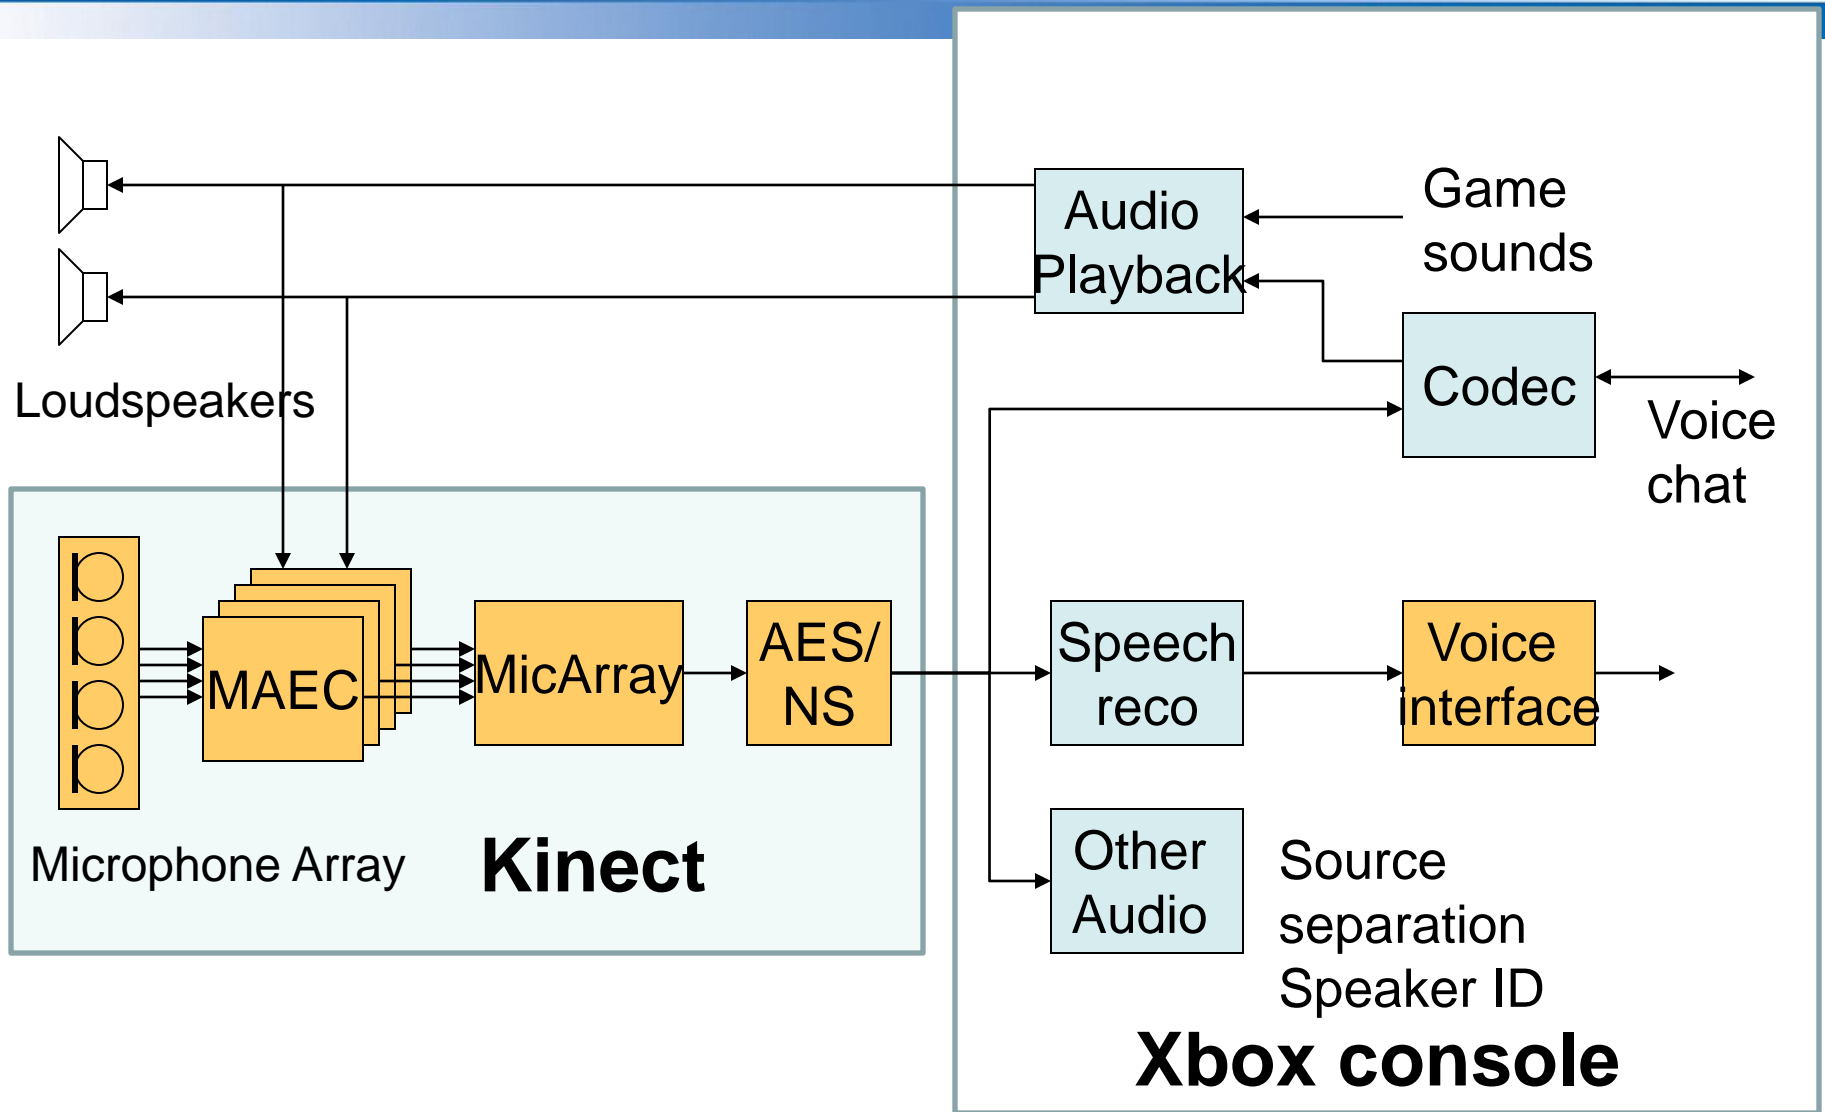 Game
sounds
Audio
Playback
Codec
Loudspeakers
Voice
chat
MAEC
MicArray
AES/
NS
Speech
reco
Voice
interface
Microphone Array
Kinect
Other
Audio
Source
separation
Speaker ID
Xbox console